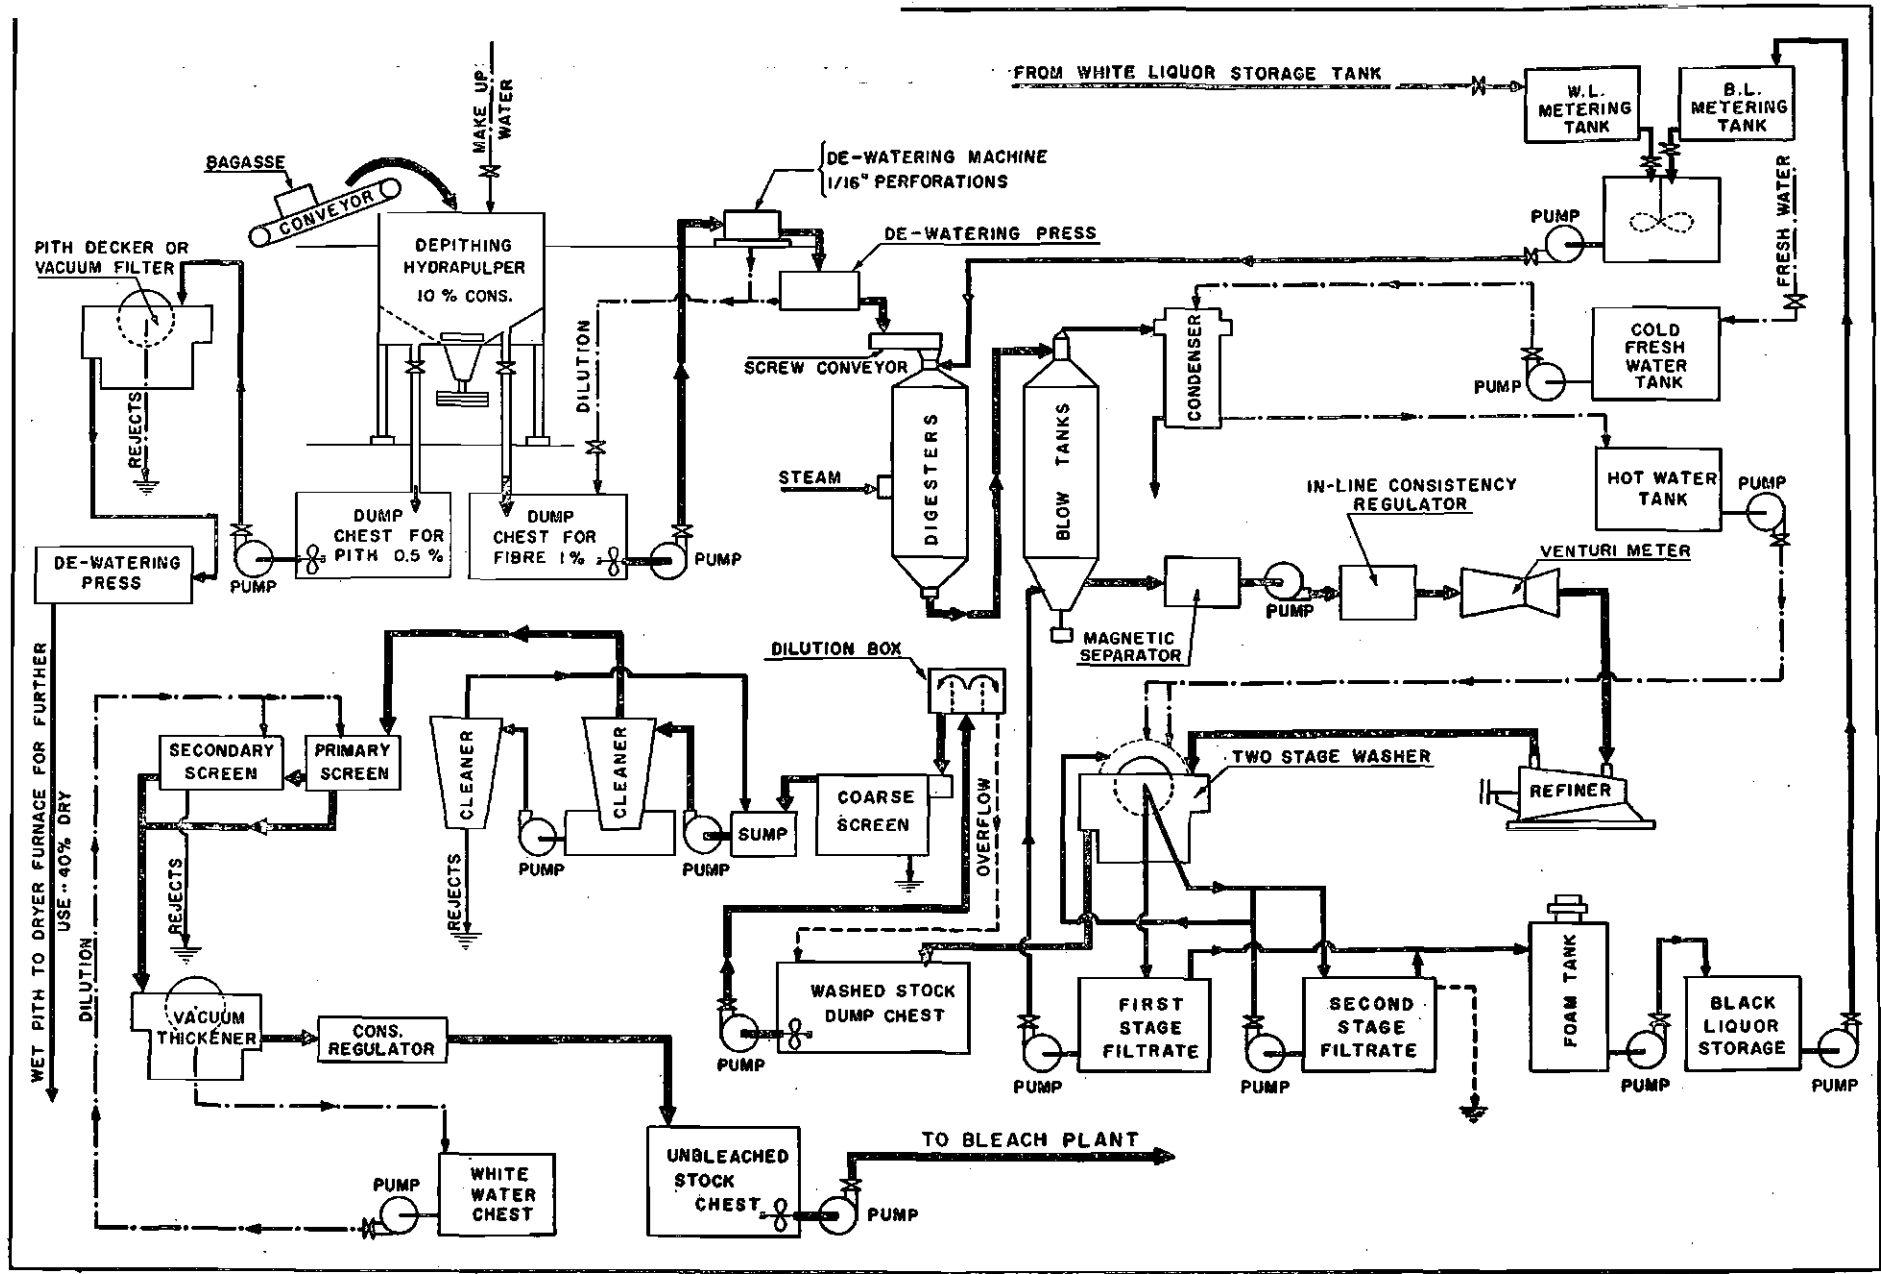 FROM WHITE LIQUOR STORAGE TANK
W.L.
METERING
TANK
B.L.
METERING
TANK
MAKE UP
WATER
BAGASSE
CONVEYOR
DE-WATERING MACHINE
1/16" PERFORATIONS
FRESH WATER
PUMP
PITH DECKER OR
VACUUM FILTER
DEPITHING
HYDRAPULPER
10 % CONS.
DE-WATERING PRESS
CONDENSER
COLD
FRESH
WATER
TANK
PUMP
DILUTION
SCREW CONVEYOR
REJECTS
DIGESTERS
BLOW TANKS
STEAM
HOT WATER
TANK
PUMP
IN-LINE CONSISTENCY
REGULATOR
VENTURI METER
DUMP
CHEST FOR
PITH 0.5 %
DUMP
CHEST FOR
FIBRE 1%
PUMP
PUMP
DE-WATERING
PRESS
PUMP
MAGNETIC
SEPARATOR
DILUTION BOX
WET PITH TO DRYER FURNACE FOR FURTHER
USE-- 40% DRY
SECONDARY
SCREEN
PRIMARY
SCREEN
CLEANER
CLEANER
SUMP
COARSE
SCREEN
OVERFLOW
TWO STAGE WASHER
REFINER
PUMP
PUMP
REJECTS
REJECTS
DILUTION
VACUUM
THICKENER
CONS.
REGULATOR
WASHED STOCK
DUMP CHEST
PUMP
FIRST
STAGE
FILTRATE
PUMP
SECOND
STAGE
FILTRATE
PUMP
FOAM TANK
PUMP
BLACK
LIQUOR
STORAGE
PUMP
UNBLEACHED
STOCK
CHEST
TO BLEACH PLANT
PUMP
PUMP
WHITE
WATER
CHEST